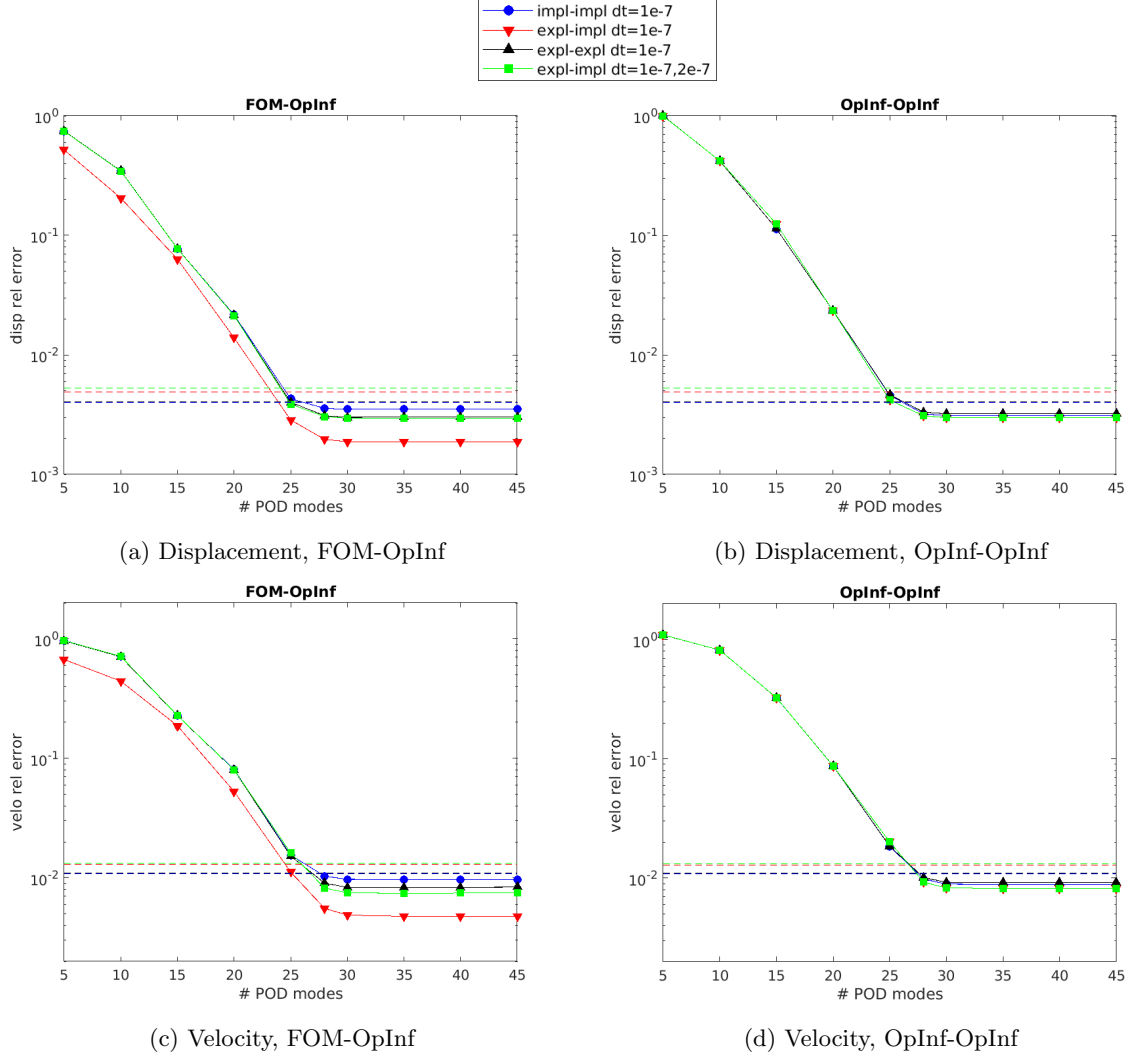 impl-impl dt=1e-7
expl-impl dt=1e-7
expl-expl dt=1e-7
expl-impl dt=1e-7,2e-7
FOM-OpInf
10^0
10^-1
10^-2
10^-3
disp rel error
5 10 15 20 25 30 35 40 45
# POD modes
(a) Displacement, FOM-OpInf
OpInf-OpInf
10^0
10^-1
10^-2
10^-3
disp rel error
5 10 15 20 25 30 35 40 45
# POD modes
(b) Displacement, OpInf-OpInf
FOM-OpInf
10^0
10^-1
10^-2
velo rel error
5 10 15 20 25 30 35 40 45
# POD modes
(c) Velocity, FOM-OpInf
OpInf-OpInf
10^0
10^-1
10^-2
velo rel error
5 10 15 20 25 30 35 40 45
# POD modes
(d) Velocity, OpInf-OpInf